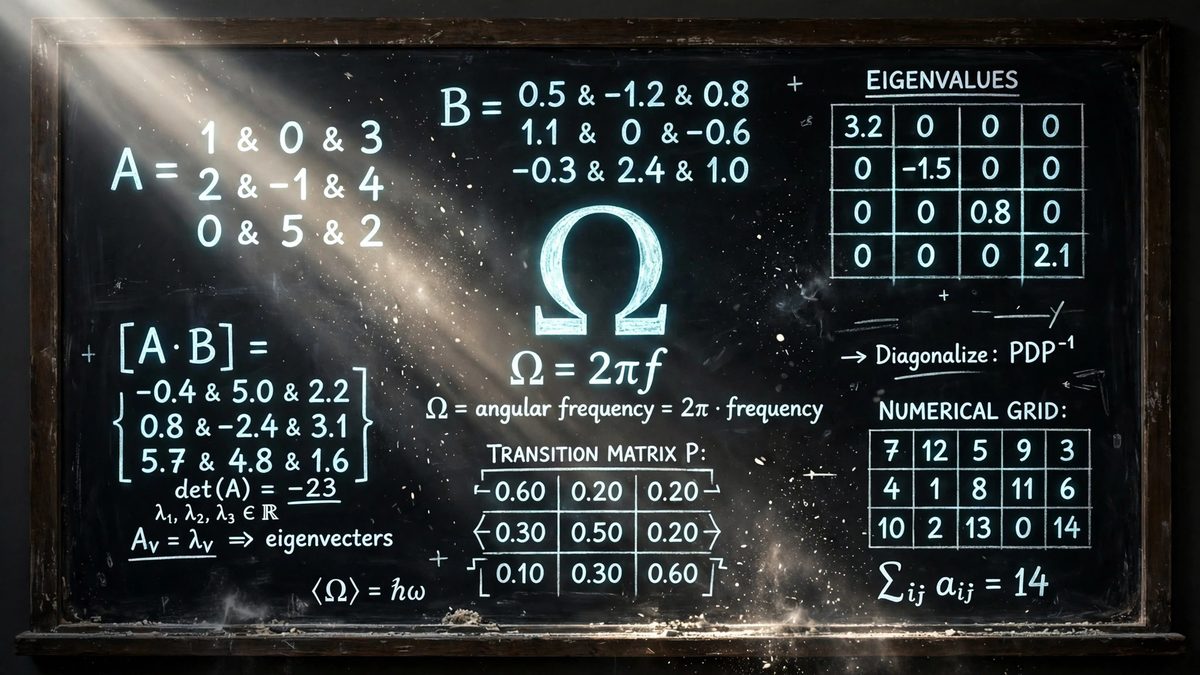 A =
1 & 0 & 3
2 & −1 & 4
0 & 5 & 2
B =
0.5 & −1.2 & 0.8
1.1 & 0 & −0.6
−0.3 & 2.4 & 1.0
EIGENVALUES
3.2 0 0 0
0 −1.5 0 0
0 0 0.8 0
0 0 0 2.1
→ Diagonalize: PDP⁻¹
Ω
Ω = 2πf
Ω = angular frequency = 2π · frequency
[A · B] =
−0.4 & 5.0 & 2.2
0.8 & −2.4 & 3.1
5.7 & 4.8 & 1.6
det(A) = −23
λ₁, λ₂, λ₃ ∈ ℝ
Aᵥ = λᵥ ⇒ eigenvecters
⟨Ω⟩ = ℏω
TRANSITION MATRIX P:
0.60 0.20 0.20
0.30 0.50 0.20
0.10 0.30 0.60
NUMERICAL GRID:
7 12 5 9 3
4 1 8 11 6
10 2 13 0 14
∑ᵢⱼ aᵢⱼ = 14